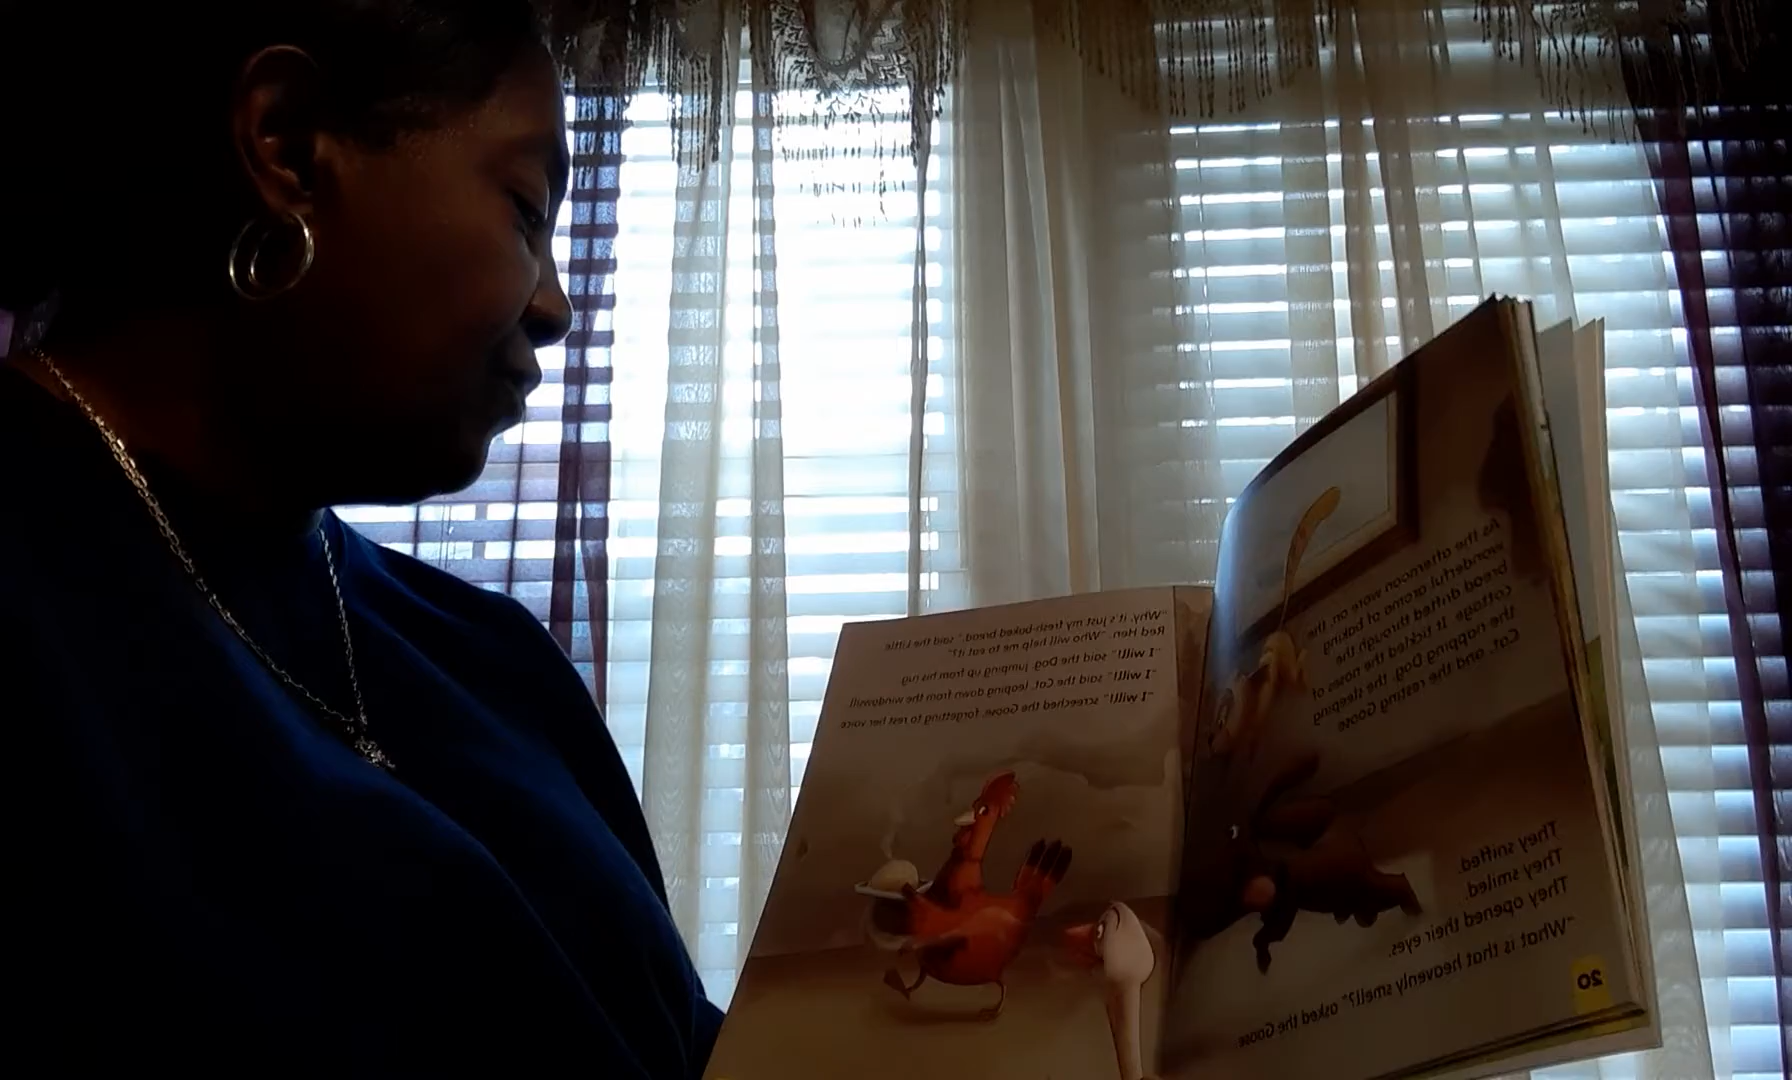 As the afternoon wore on, the
wonderful aroma of baking
bread drifted through the
cottage. It tickled the noses of
the napping Dog, the sleeping
Cat, and the resting Goose
They sniffed.
They smiled.
They opened their eyes.
"What is that heavenly smell?" asked the Goose.
20
"Why, it's just my fresh-baked bread," said the Little
Red Hen. "Who will help me to eat it?"
"I will!" said the Dog, jumping up from his rug
"I will!" said the Cat, leaping down from the windowsill
"I will!" screeched the Goose, forgetting to rest her voice